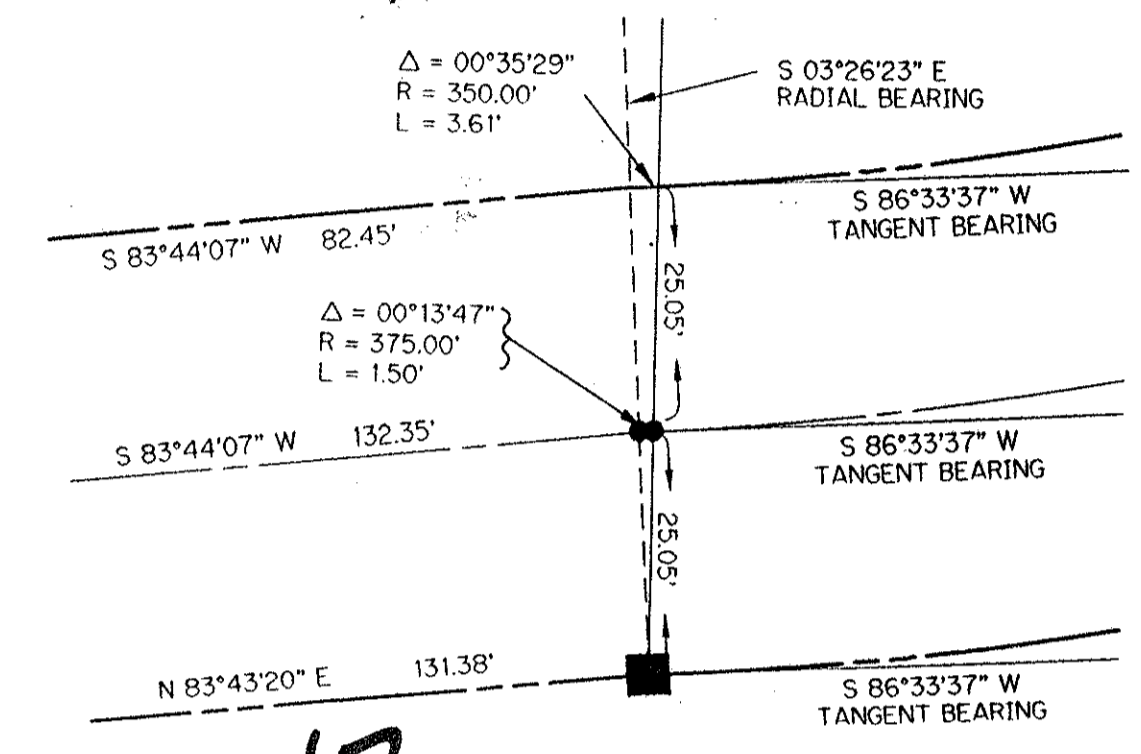 Δ = 00°35'29"
R = 350.00'
L = 3.61'
S 03°26'23" E
RADIAL BEARING
S 86°33'37" W
TANGENT BEARING
S 83°44'07" W 82.45'
25.05'
Δ = 00°13'47"
R = 375.00'
L = 1.50'
S 83°44'07" W 132.35'
S 86°33'37" W
TANGENT BEARING
25.05'
N 83°43'20" E 131.38'
S 86°33'37" W
TANGENT BEARING